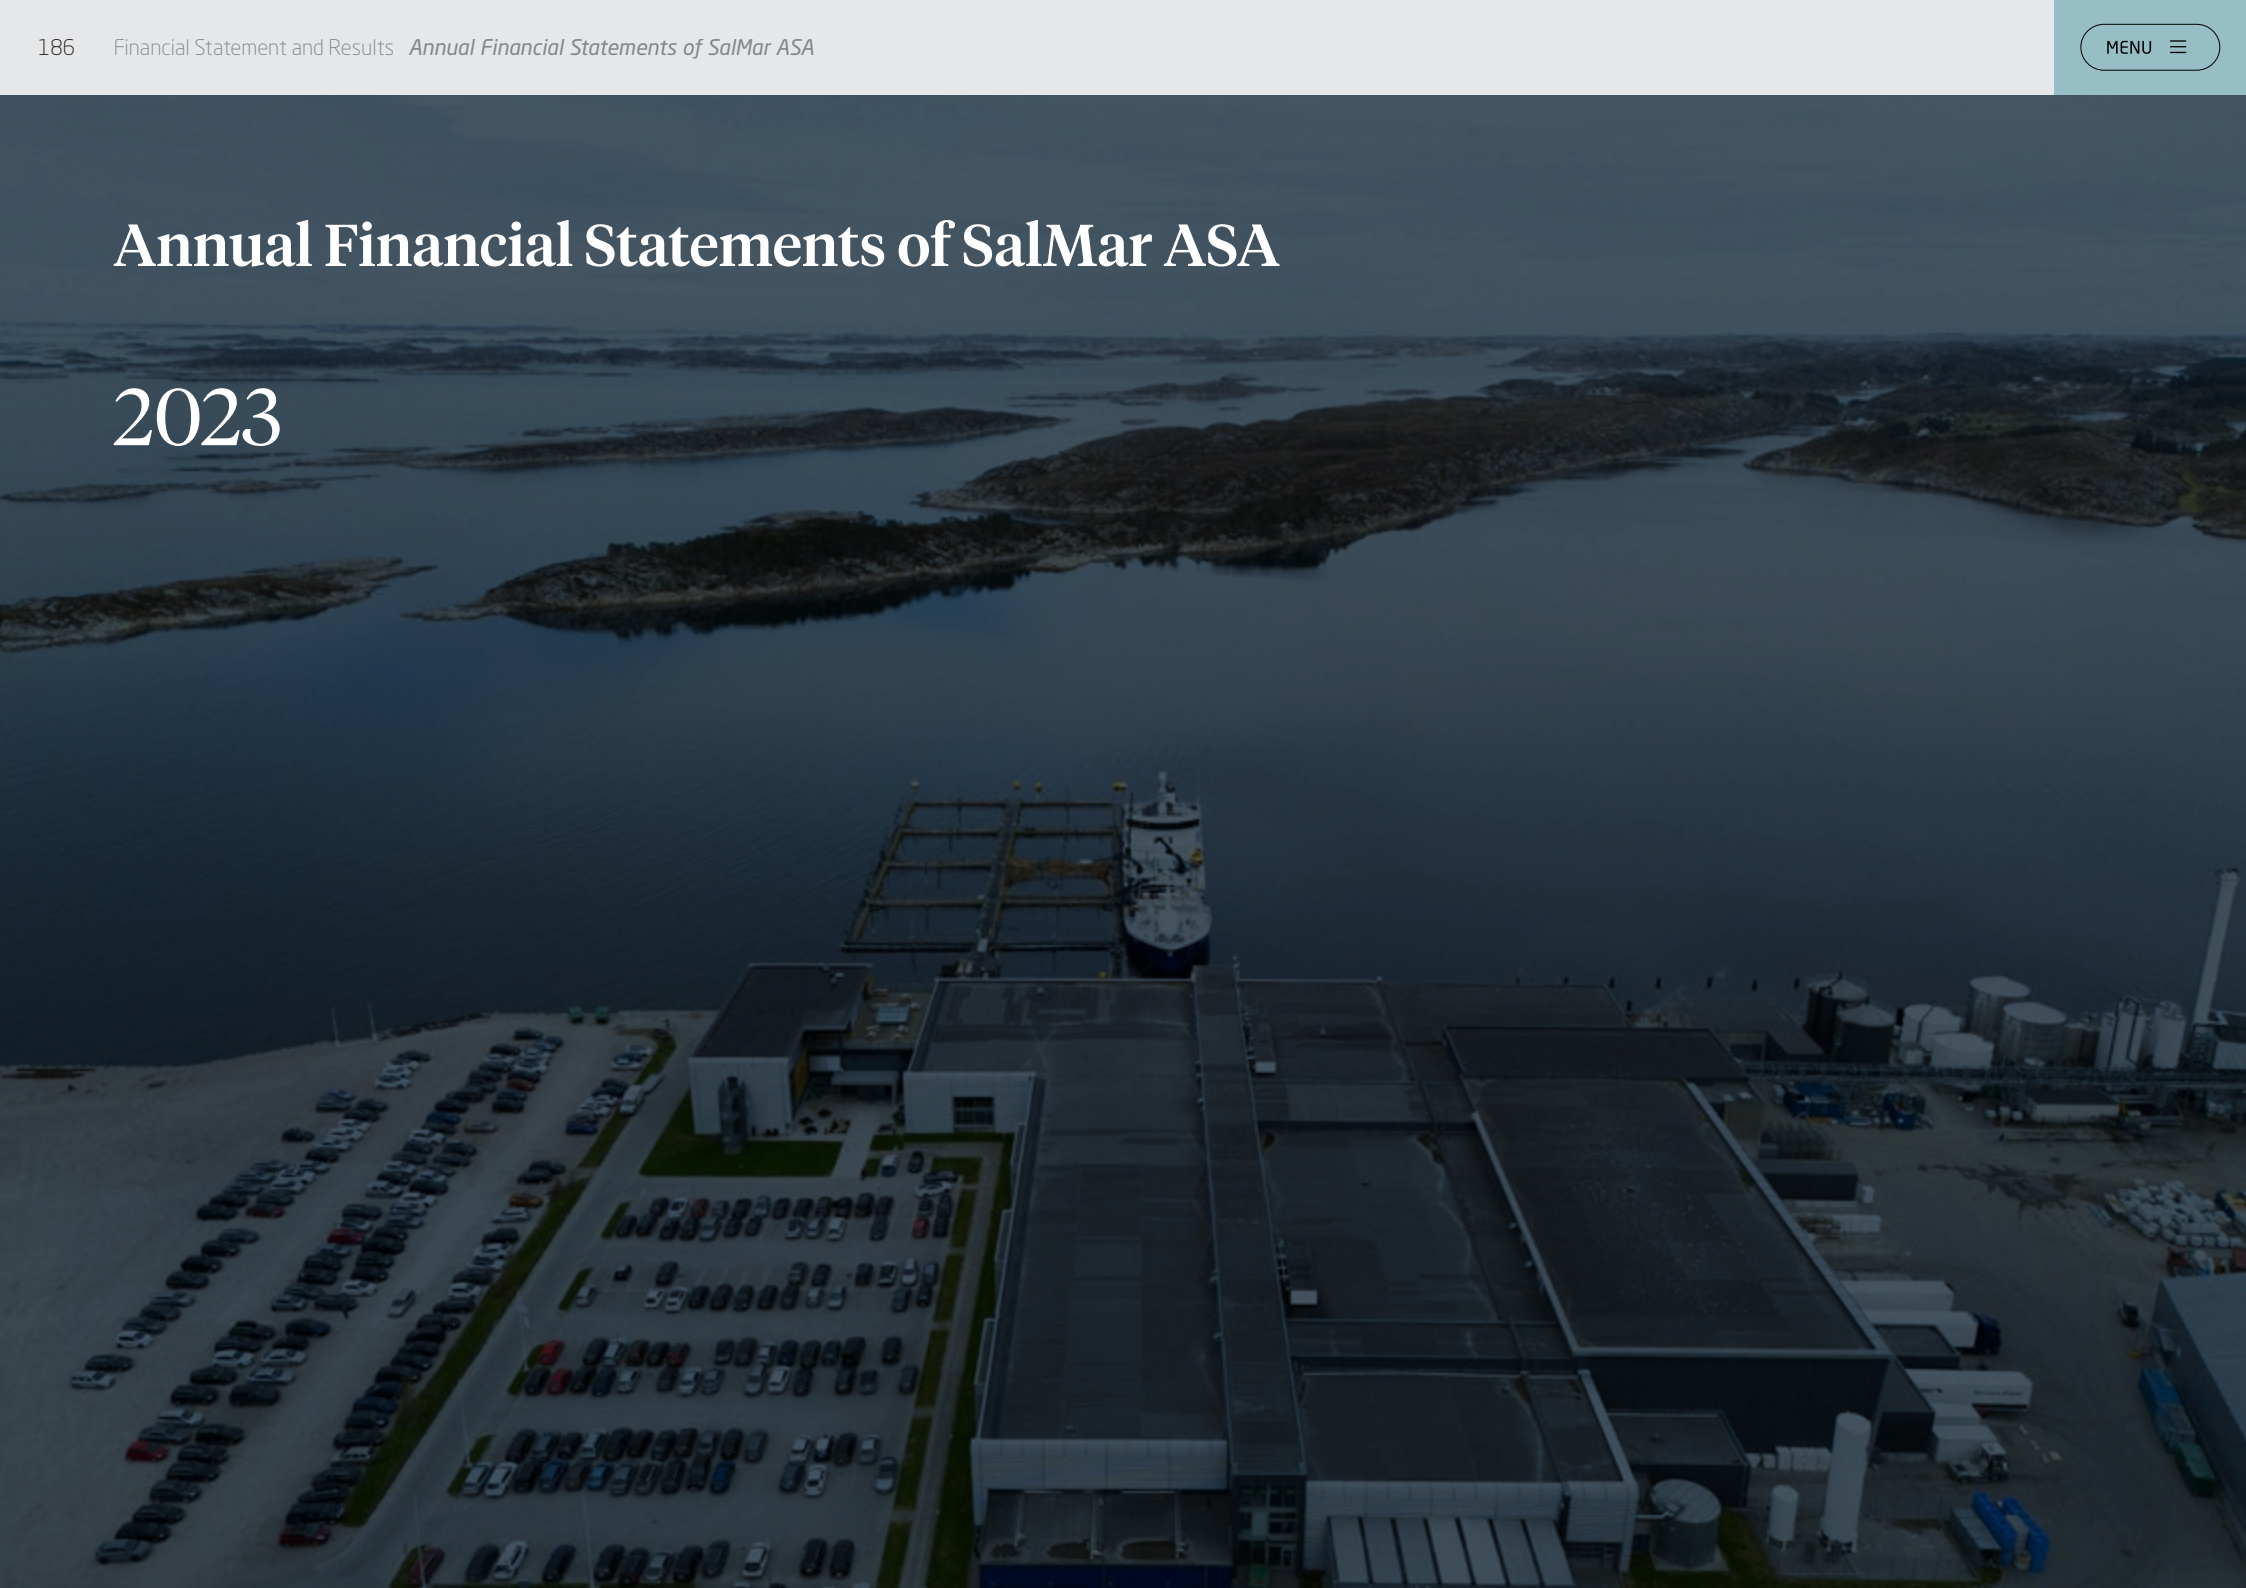 186 Financial Statement and Results Annual Financial Statements of SalMar ASA
MENU
Annual Financial Statements of SalMar ASA
2023